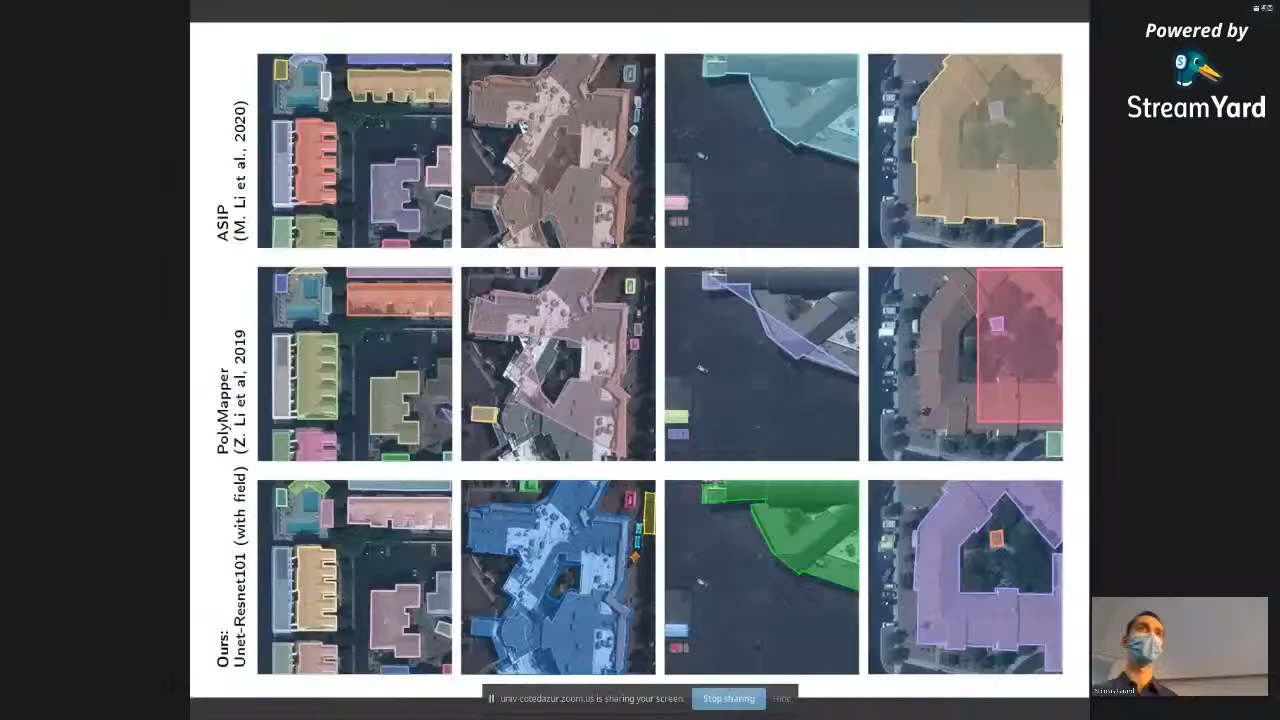 Powered by
StreamYard
ASIP
(M. Li et al., 2020)
PolyMapper
(Z. Li et al, 2019
Ours:
Unet-Resnet101 (with field)
univ-cotedazur.zoom.us is sharing your screen.
Stop sharing
Hide